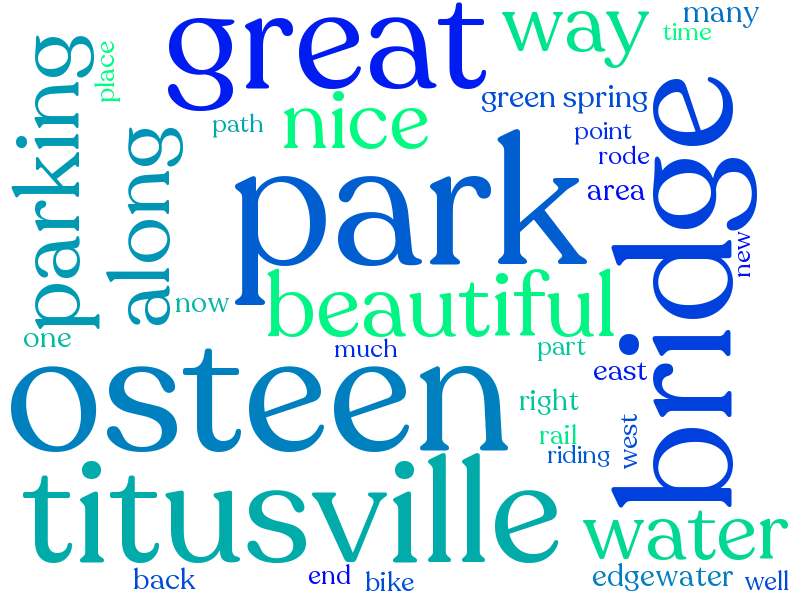 great
way
many
time
parking
place
nice
green spring
path
along
park
point
rode
area
bridge
new
now
beautiful
one
much
part
east
osteen
right
rail
riding
west
titusville
water
back
end
bike
edgewater
well